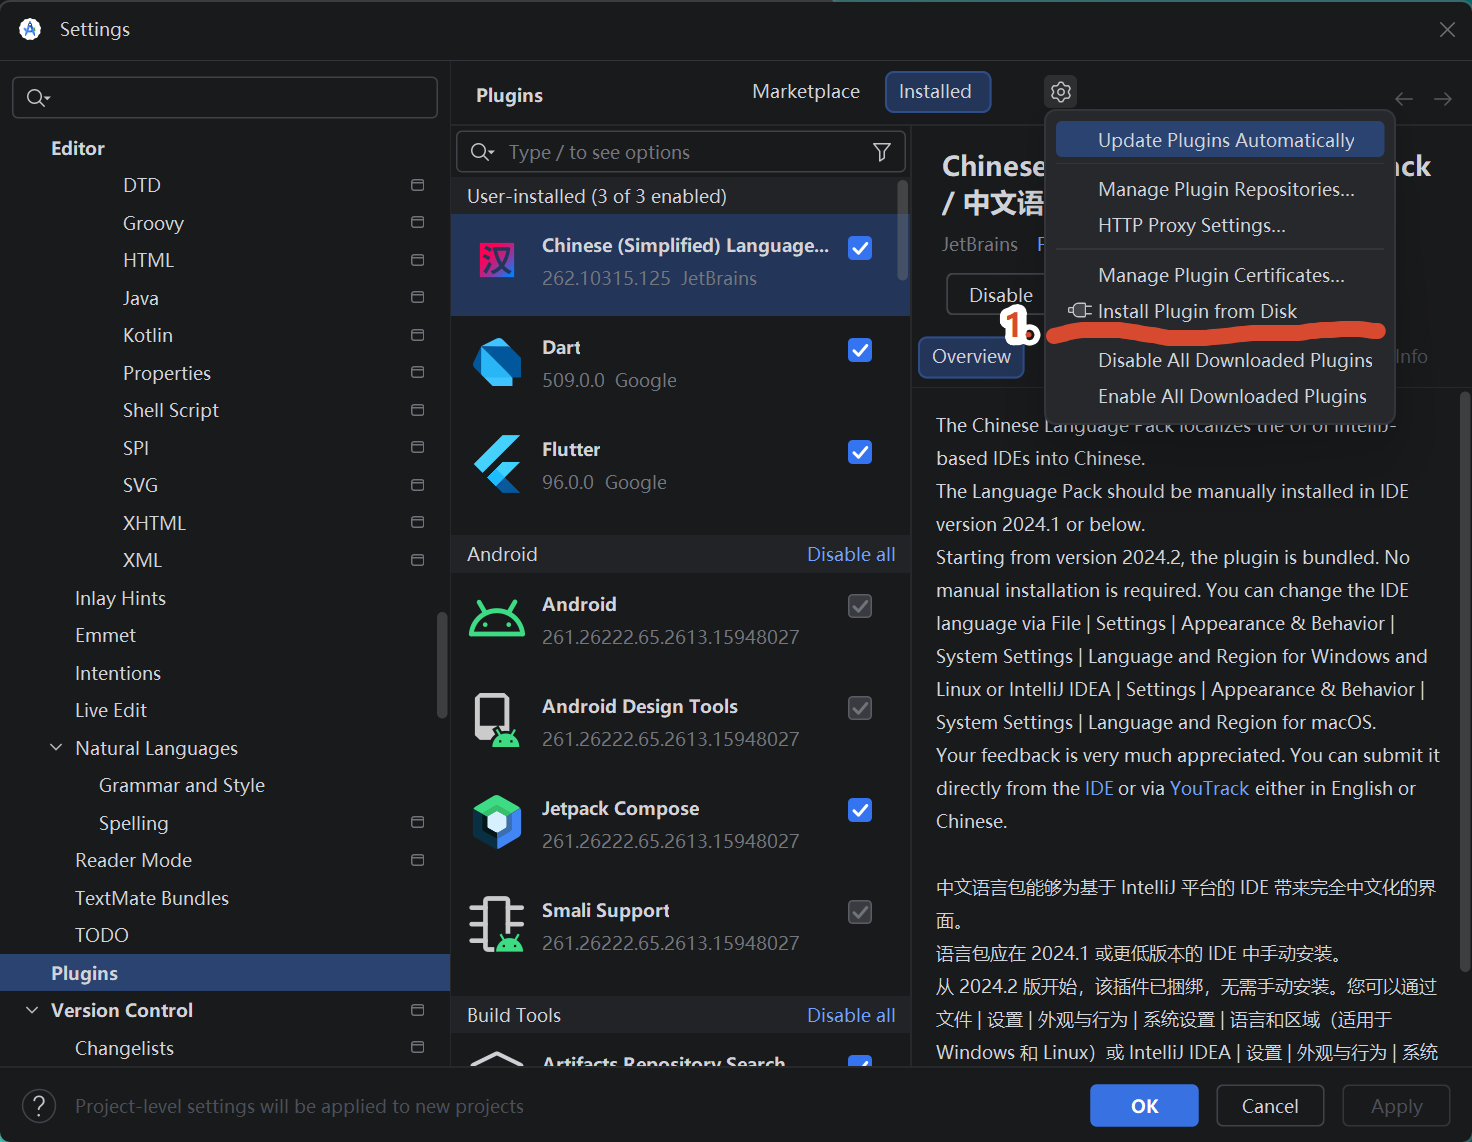 Settings
Editor
DTD
Groovy
HTML
Java
Kotlin
Properties
Shell Script
SPI
SVG
XHTML
XML
Inlay Hints
Emmet
Intentions
Live Edit
Natural Languages
Grammar and Style
Spelling
Reader Mode
TextMate Bundles
TODO
Plugins
Version Control
Changelists
Plugins
Marketplace
Installed
Type / to see options
User-installed (3 of 3 enabled)
汉
Chinese (Simplified) Language...
262.10315.125 JetBrains
Dart
509.0.0 Google
Flutter
96.0.0 Google
Android
Disable all
Android
261.26222.65.2613.15948027
Android Design Tools
261.26222.65.2613.15948027
Jetpack Compose
261.26222.65.2613.15948027
Smali Support
261.26222.65.2613.15948027
Build Tools
Disable all
Artifacts Repository Search
Update Plugins Automatically
Manage Plugin Repositories...
HTTP Proxy Settings...
Manage Plugin Certificates...
Install Plugin from Disk
Disable All Downloaded Plugins
Enable All Downloaded Plugins
1.
Chinese
/ 中文语
JetBrains
Disable
Overview
Info
The Chinese Language Pack localizes the UI of IntelliJ-
based IDEs into Chinese.
The Language Pack should be manually installed in IDE
version 2024.1 or below.
Starting from version 2024.2, the plugin is bundled. No
manual installation is required. You can change the IDE
language via File | Settings | Appearance & Behavior |
System Settings | Language and Region for Windows and
Linux or IntelliJ IDEA | Settings | Appearance & Behavior |
System Settings | Language and Region for macOS.
Your feedback is very much appreciated. You can submit it
directly from the IDE or via YouTrack either in English or
Chinese.
中文语言包能够为基于 IntelliJ 平台的 IDE 带来完全中文化的界
面。
语言包应在 2024.1 或更低版本的 IDE 中手动安装。
从 2024.2 版开始，该插件已捆绑，无需手动安装。您可以通过
文件 | 设置 | 外观与行为 | 系统设置 | 语言和区域（适用于
Windows 和 Linux）或 IntelliJ IDEA | 设置 | 外观与行为 | 系统
?
Project-level settings will be applied to new projects
OK
Cancel
Apply